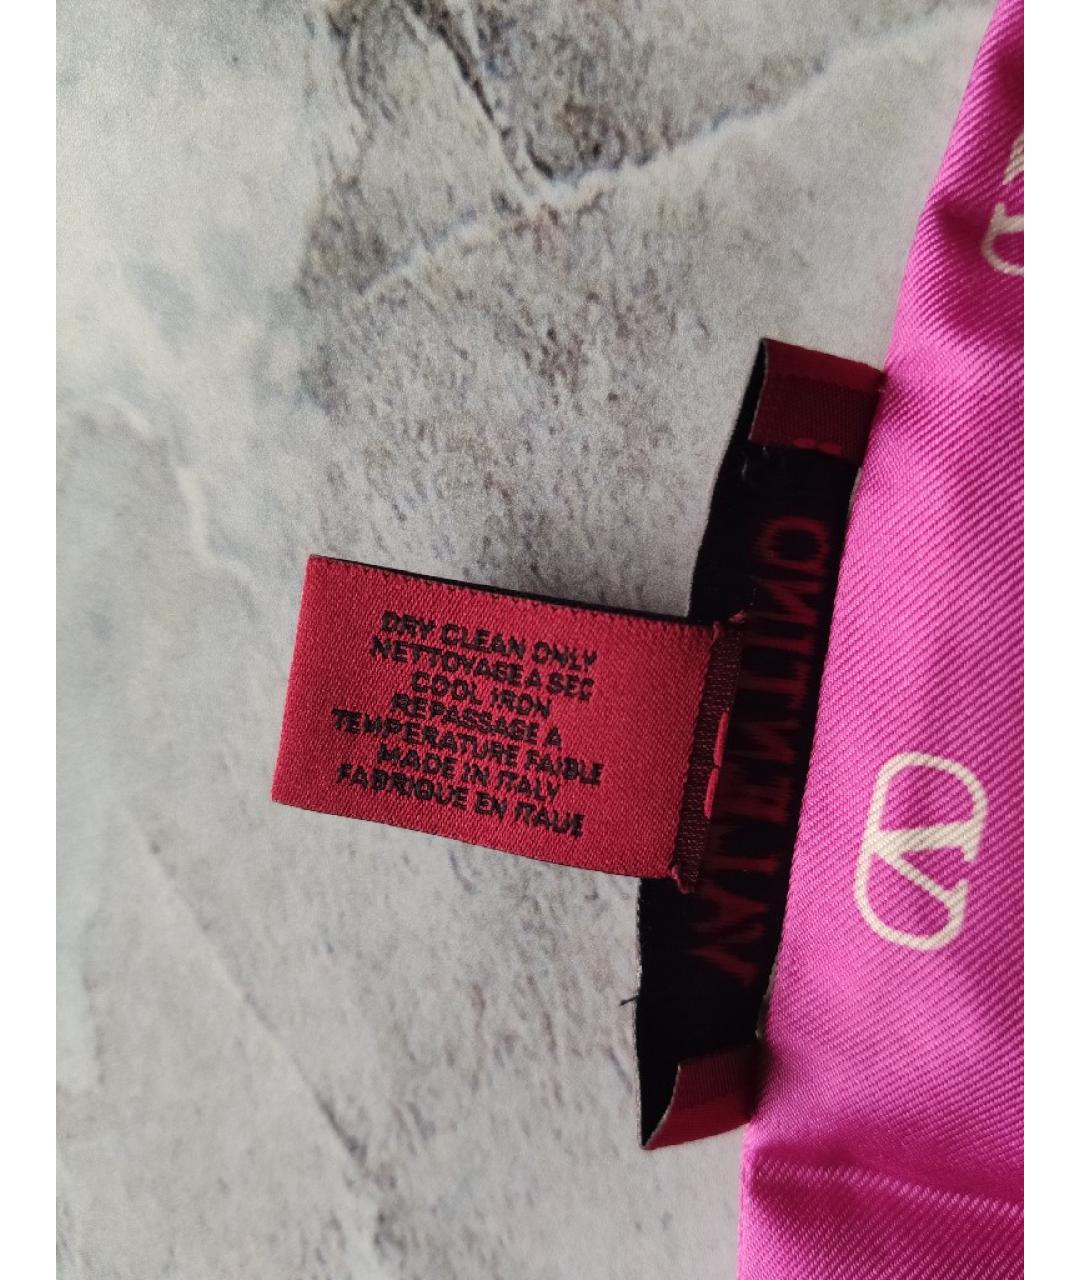 DRY CLEAN ONLY
NETTOYAGE A SEC
COOL IRON
REPASSAGE A
TEMPERATURE FAIBLE
MADE IN ITALY
FABRIQUE EN ITALIE
VALENTINO